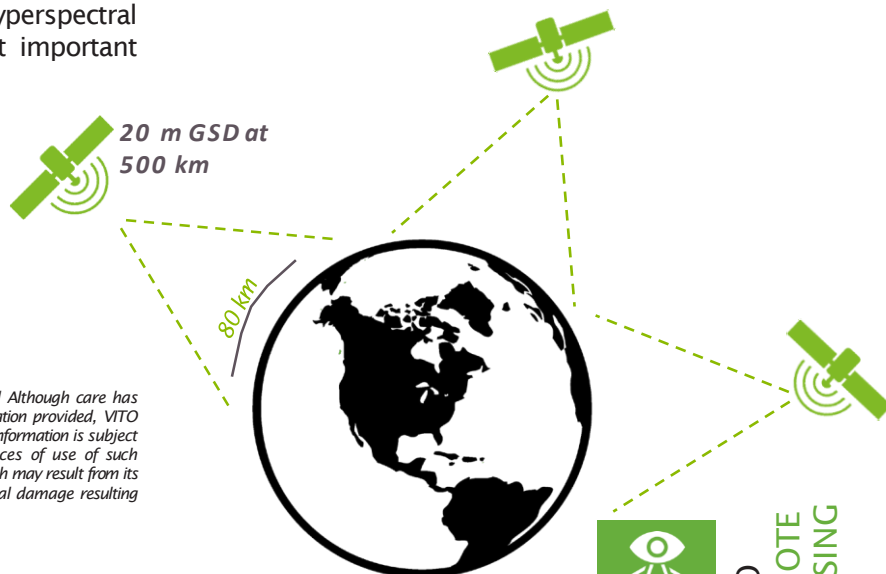 yperspectral
t important
20 m GSD at
500 km
80 km
Although care has
ation provided, VITO
nformation is subject
ces of use of such
h may result from its
al damage resulting
OTE
SING